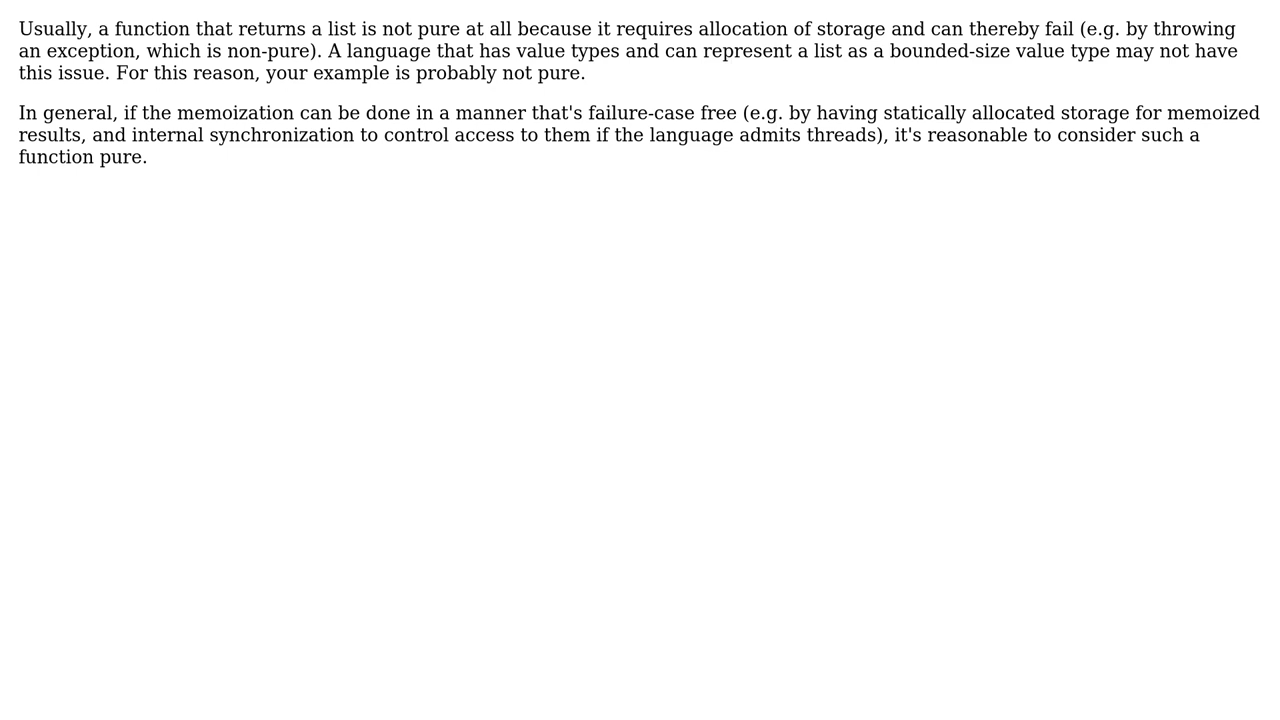 Usually, a function that returns a list is not pure at all because it requires allocation of storage and can thereby fail (e.g. by throwing
an exception, which is non-pure). A language that has value types and can represent a list as a bounded-size value type may not have
this issue. For this reason, your example is probably not pure.
In general, if the memoization can be done in a manner that's failure-case free (e.g. by having statically allocated storage for memoized
results, and internal synchronization to control access to them if the language admits threads), it's reasonable to consider such a
function pure.